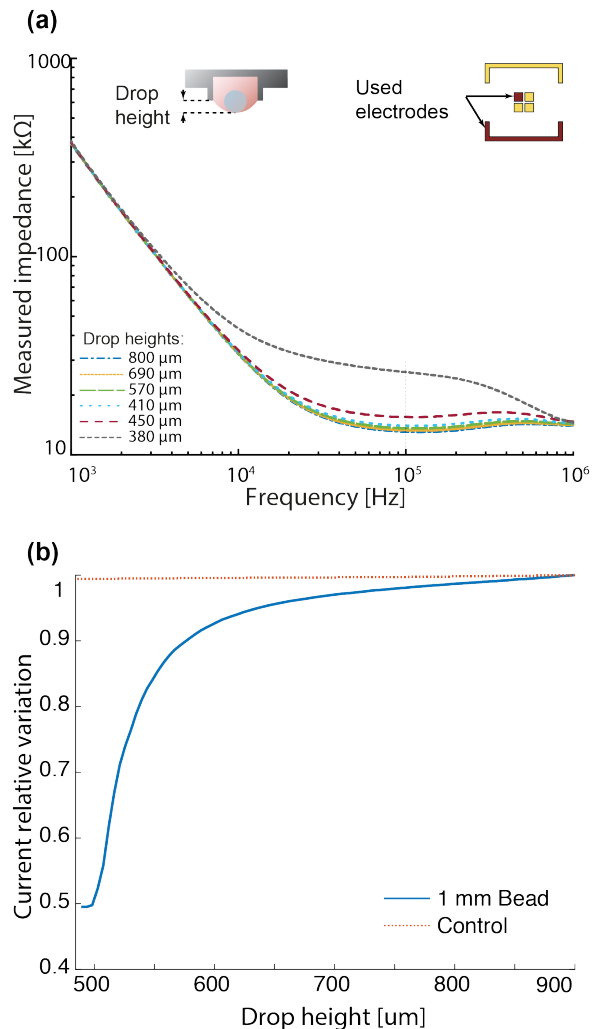 (a)
Measured impedance [kΩ]
1000
100
10
Drop
height
Used
electrodes
Drop heights:
800 µm
690 µm
570 µm
410 µm
450 µm
380 µm
10³
10⁴
10⁵
10⁶
Frequency [Hz]
(b)
Current relative variation
1
0.9
0.8
0.7
0.6
0.5
0.4
1 mm Bead
Control
500
600
700
800
900
Drop height [um]